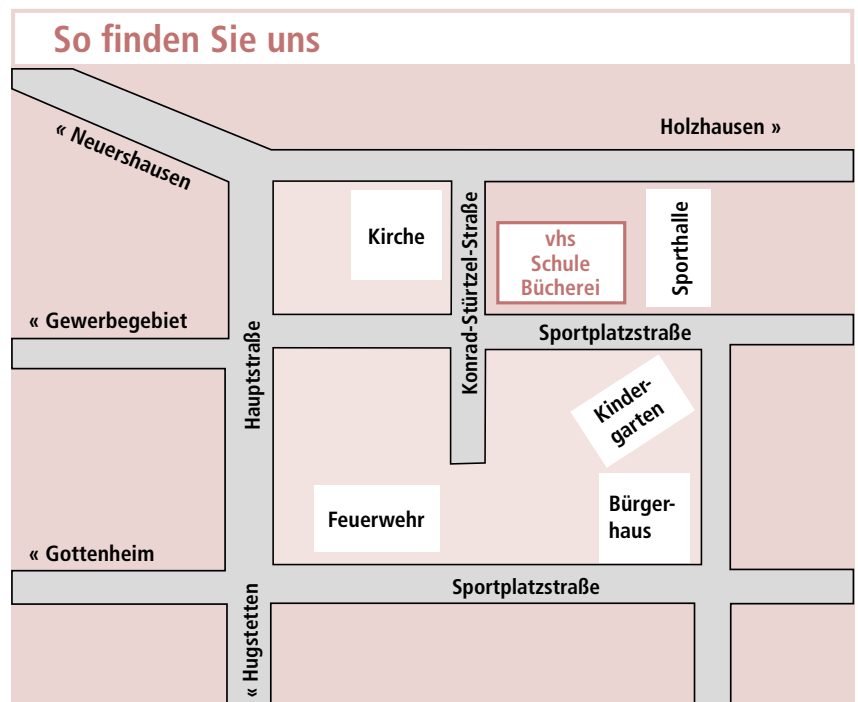 So finden Sie uns
Holzhausen »
« Neuershausen
Kirche
Konrad-Stürtzel-Straße
vhs
Schule
Bücherei
Sporthalle
« Gewerbegebiet
Hauptstraße
Sportplatzstraße
Kinder-
garten
Feuerwehr
Bürger-
haus
« Gottenheim
Sportplatzstraße
« Hugstetten